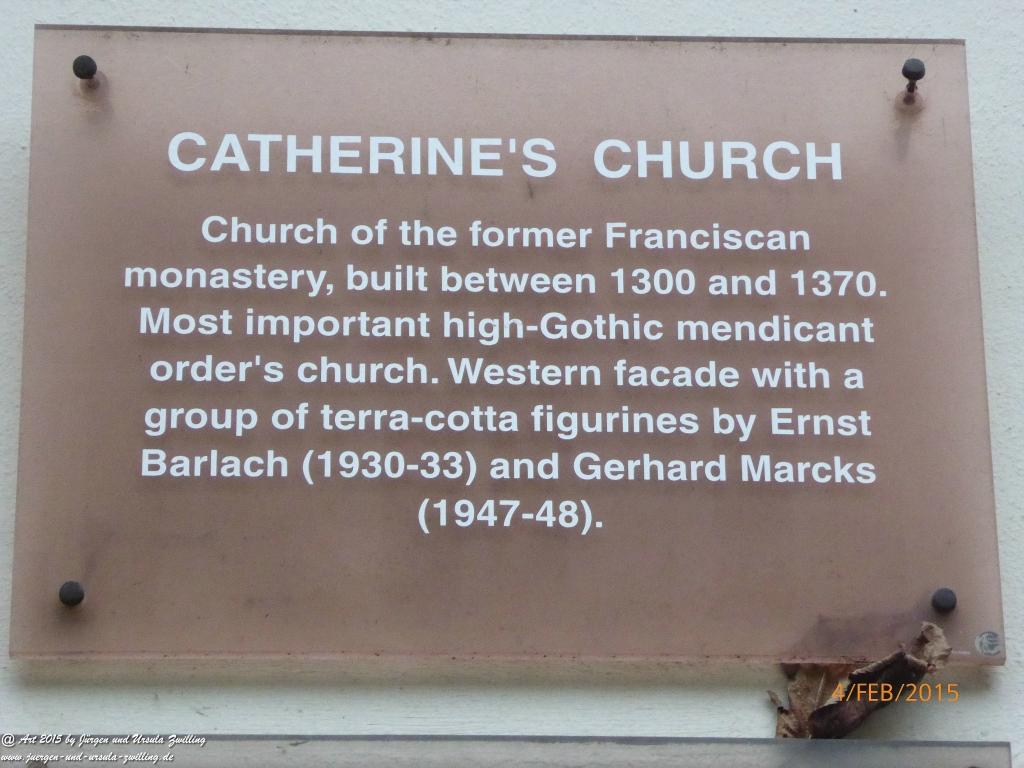 CATHERINE'S CHURCH
Church of the former Franciscan
monastery, built between 1300 and 1370.
Most important high-Gothic mendicant
order's church. Western facade with a
group of terra-cotta figurines by Ernst
Barlach (1930-33) and Gerhard Marcks
(1947-48).
4/FEB/2015
@ Art 2015 by Jürgen und Ursula Zwilling
www.juergen-und-ursula-zwilling.de